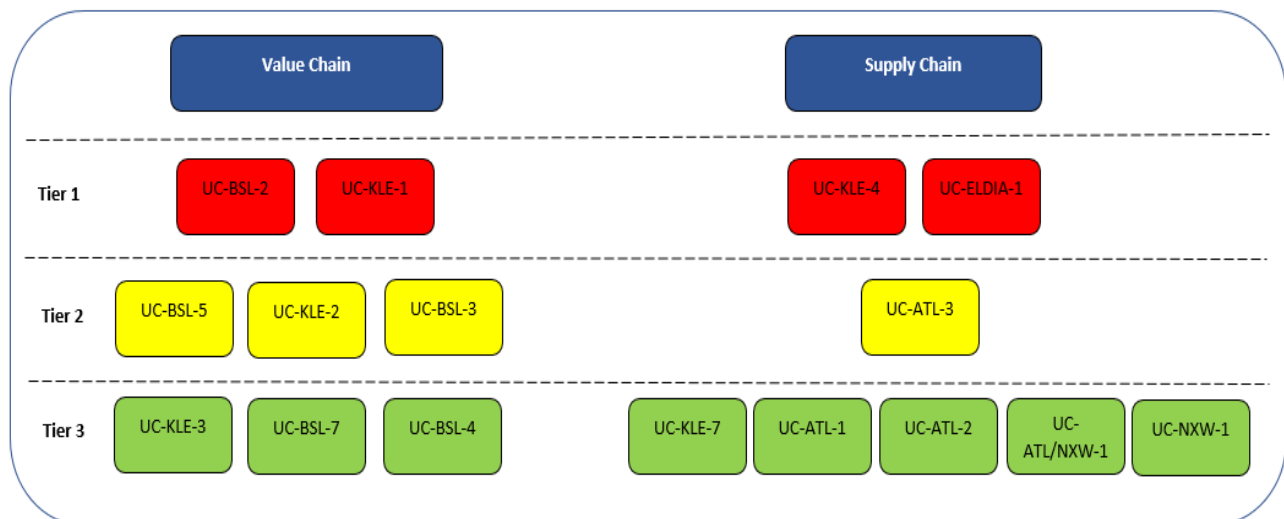 Value Chain
Supply Chain
Tier 1
UC-BSL-2
UC-KLE-1
UC-KLE-4
UC-ELDIA-1
Tier 2
UC-BSL-5
UC-KLE-2
UC-BSL-3
UC-ATL-3
Tier 3
UC-KLE-3
UC-BSL-7
UC-BSL-4
UC-KLE-7
UC-ATL-1
UC-ATL-2
UC-
ATL/NXW-1
UC-NXW-1